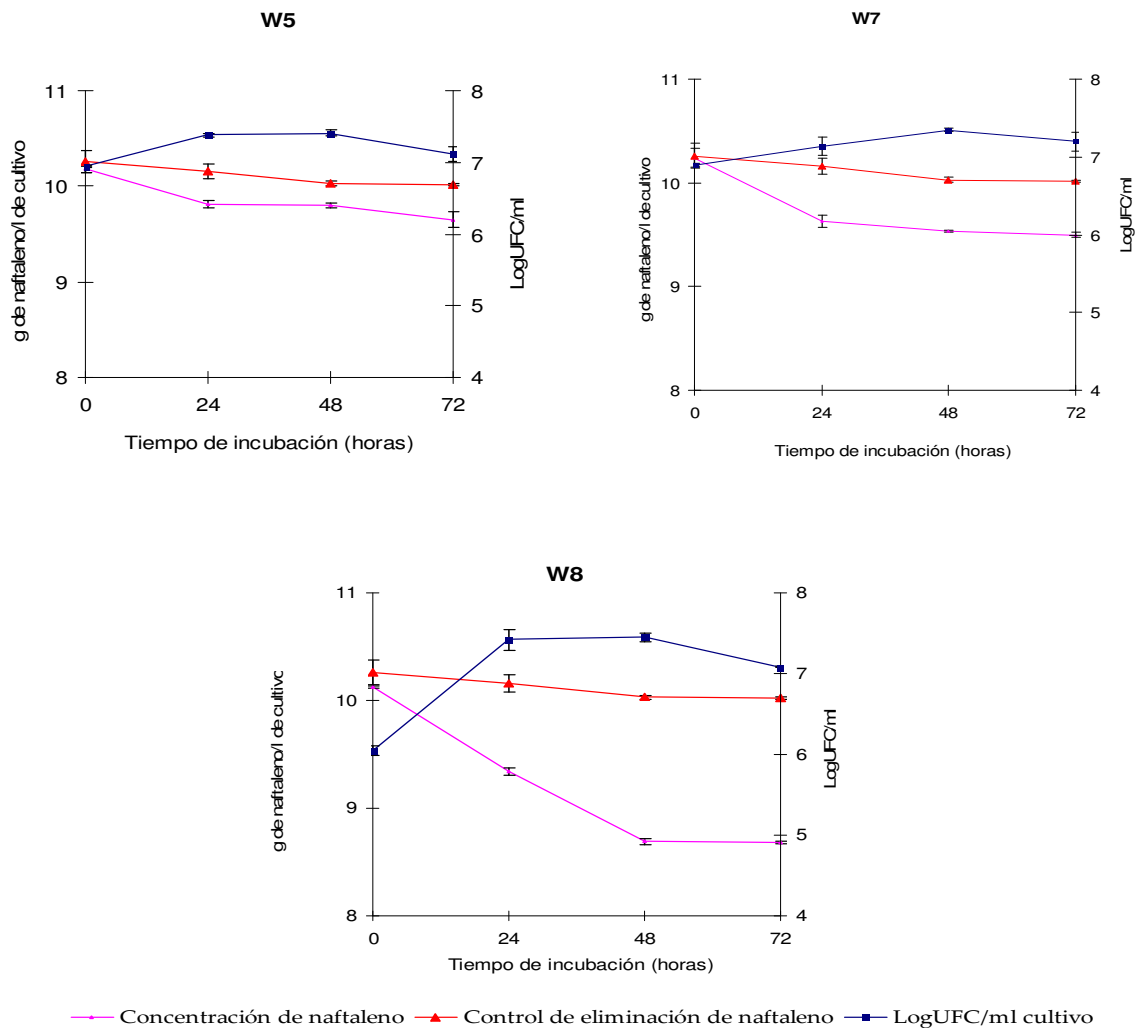 W5
11
10
9
8
8
7
6
5
4
0 24 48 72
g de naftaleno/l de cultivo
LogUFC/ml
Tiempo de incubación (horas)
W7
11
10
9
8
8
7
6
5
4
0 24 48 72
g de naftaleno/l de cultivo
LogUFC/ml
Tiempo de incubación (horas)
W8
11
10
9
8
8
7
6
5
4
0 24 48 72
g de naftaleno/l de cultivo
LogUFC/ml
Tiempo de incubación (horas)
Concentración de naftaleno Control de eliminación de naftaleno LogUFC/ml cultivo